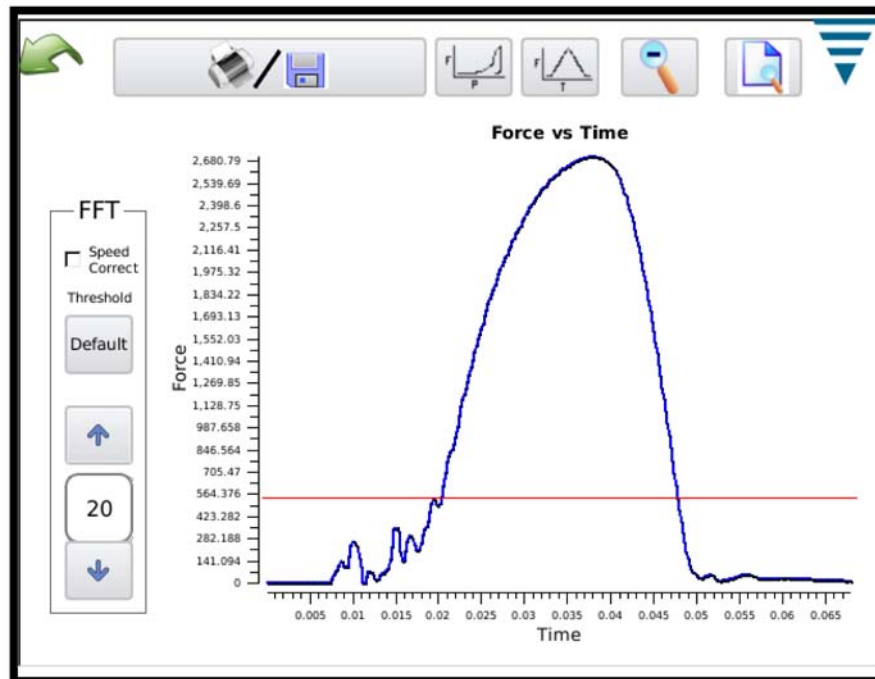 F
P
F
T
Force vs Time
FFT
Speed
Correct
Threshold
Default
20
Force
2,680.79
2,539.69
2,398.6
2,257.5
2,116.41
1,975.32
1,834.22
1,693.13
1,552.03
1,410.94
1,269.85
1,128.75
987.658
846.564
705.47
564.376
423.282
282.188
141.094
0
0.005 0.01 0.015 0.02 0.025 0.03 0.035 0.04 0.045 0.05 0.055 0.06 0.065
Time